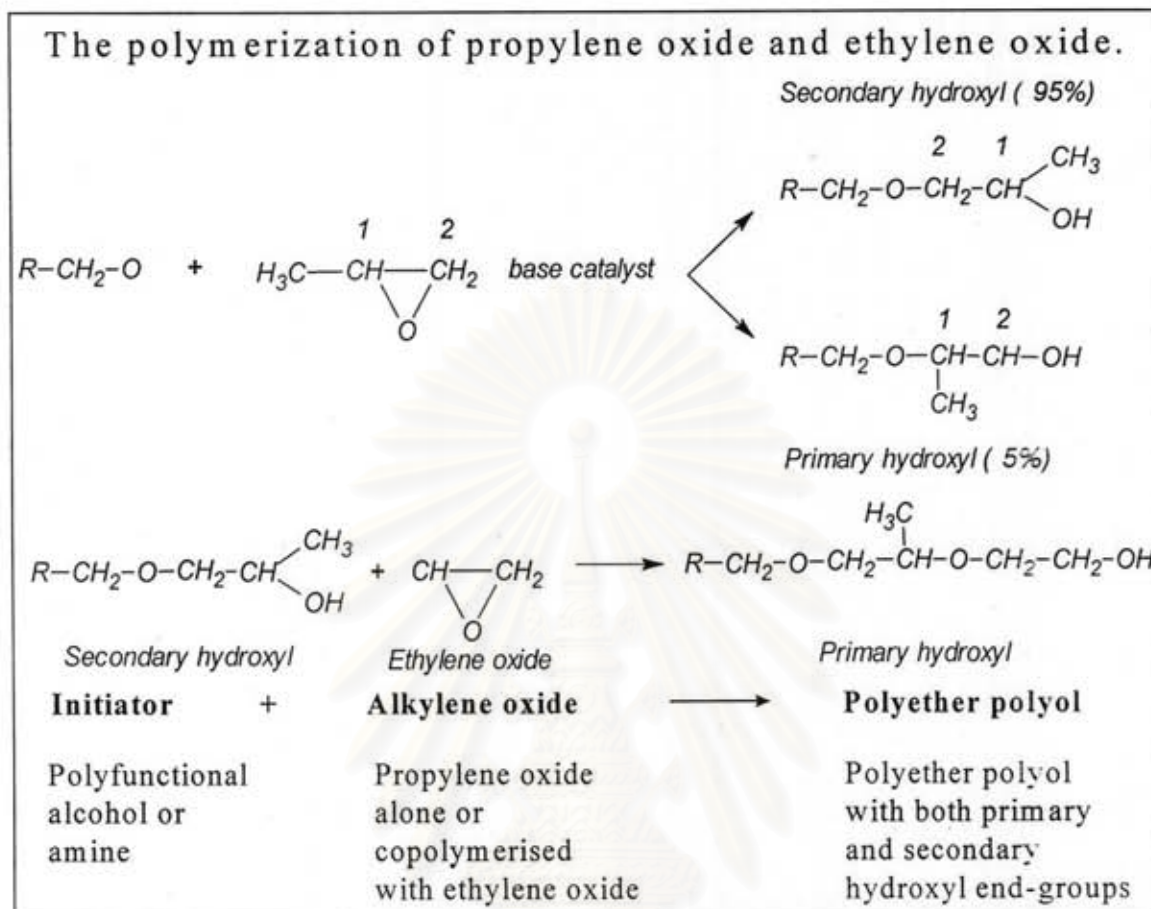 The polymerization of propylene oxide and ethylene oxide.
Secondary hydroxyl ( 95%)
2 1
CH3
R–CH2–O–CH2–CH
OH
1 2
R–CH2–O + H3C–CH–CH2 base catalyst
O
1 2
R–CH2–O–CH–CH–OH
CH3
Primary hydroxyl ( 5%)
H3C
CH3
R–CH2–O–CH2–CH + CH–CH2 R–CH2–O–CH2–CH–O–CH2–CH2–OH
OH
O
Secondary hydroxyl Ethylene oxide Primary hydroxyl
Initiator + Alkylene oxide Polyether polyol
Polyfunctional
alcohol or
amine
Propylene oxide
alone or
copolymerised
with ethylene oxide
Polyether polyol
with both primary
and secondary
hydroxyl end-groups